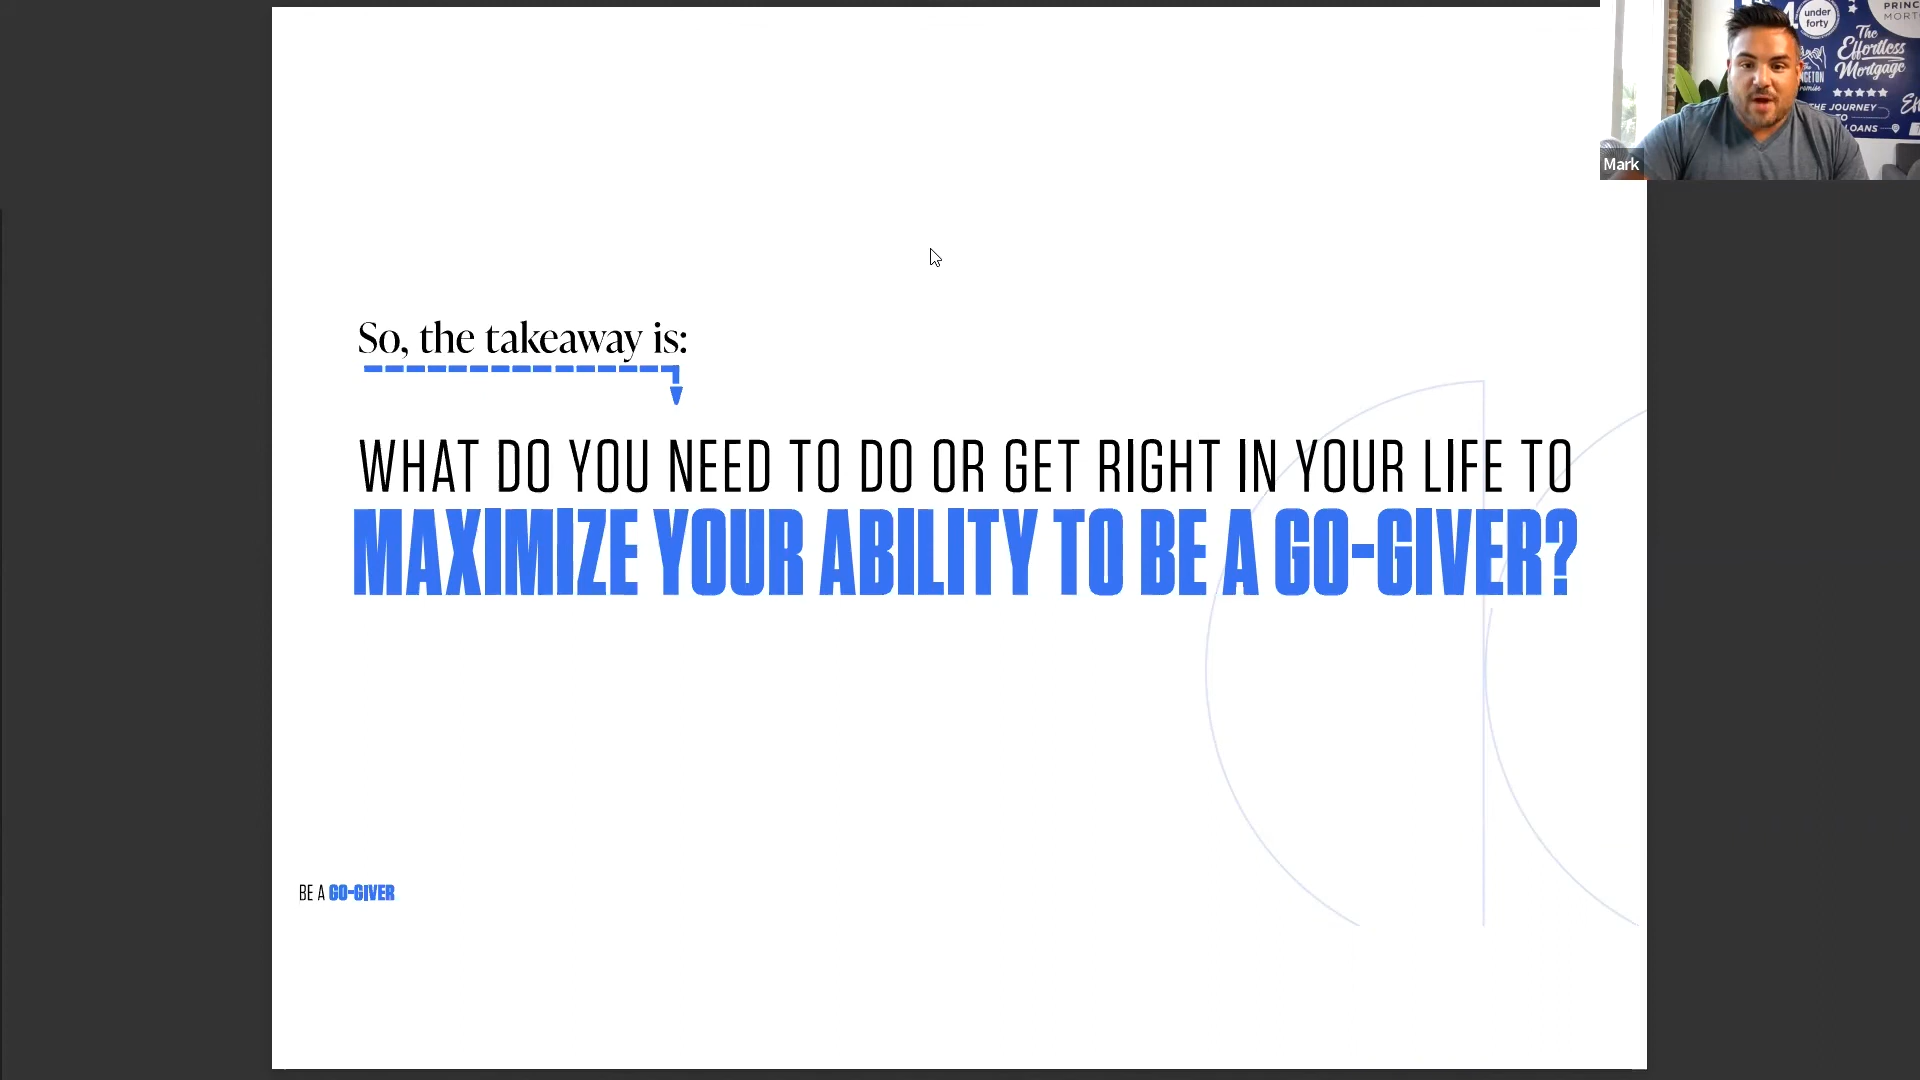 So, the takeaway is:
WHAT DO YOU NEED TO DO OR GET RIGHT IN YOUR LIFE TO
MAXIMIZE YOUR ABILITY TO BE A GO-GIVER?
BE A GO-GIVER
Mark
under
forty
The
Effortless
Mortgage
THE JOURNEY
TO
LOANS